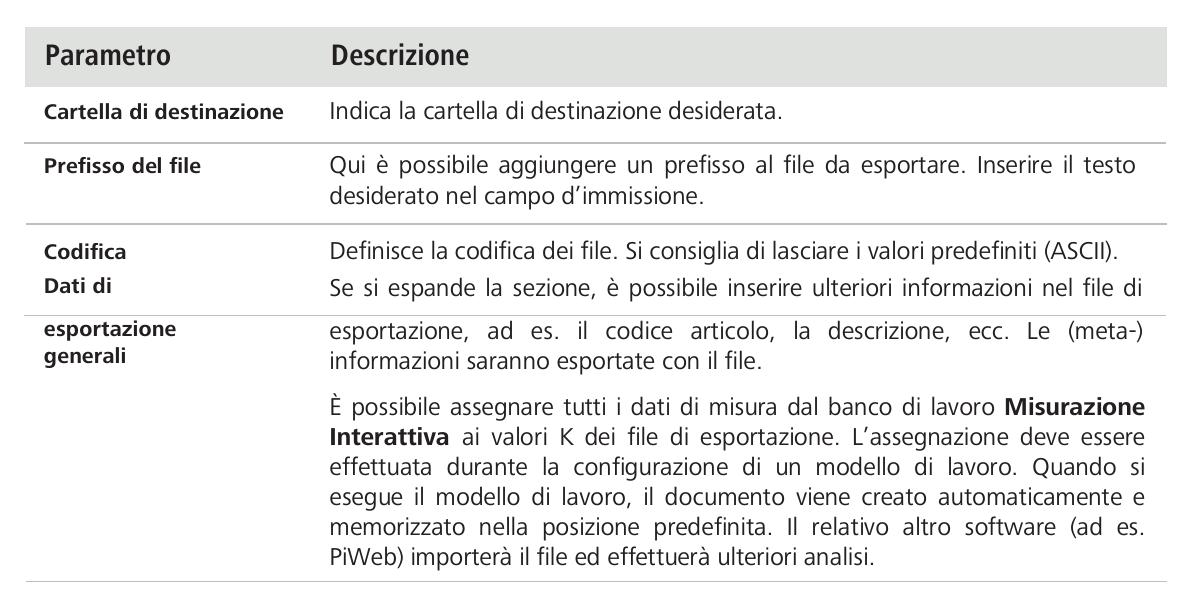 Parametro Descrizione
Cartella di destinazione Indica la cartella di destinazione desiderata.
Prefisso del file Qui è possibile aggiungere un prefisso al file da esportare. Inserire il testo
desiderato nel campo d'immissione.
Codifica Definisce la codifica dei file. Si consiglia di lasciare i valori predefiniti (ASCII).
Dati di Se si espande la sezione, è possibile inserire ulteriori informazioni nel file di
esportazione esportazione, ad es. il codice articolo, la descrizione, ecc. Le (meta-)
generali informazioni saranno esportate con il file.
È possibile assegnare tutti i dati di misura dal banco di lavoro Misurazione
Interattiva ai valori K dei file di esportazione. L'assegnazione deve essere
effettuata durante la configurazione di un modello di lavoro. Quando si
esegue il modello di lavoro, il documento viene creato automaticamente e
memorizzato nella posizione predefinita. Il relativo altro software (ad es.
PiWeb) importerà il file ed effettuerà ulteriori analisi.